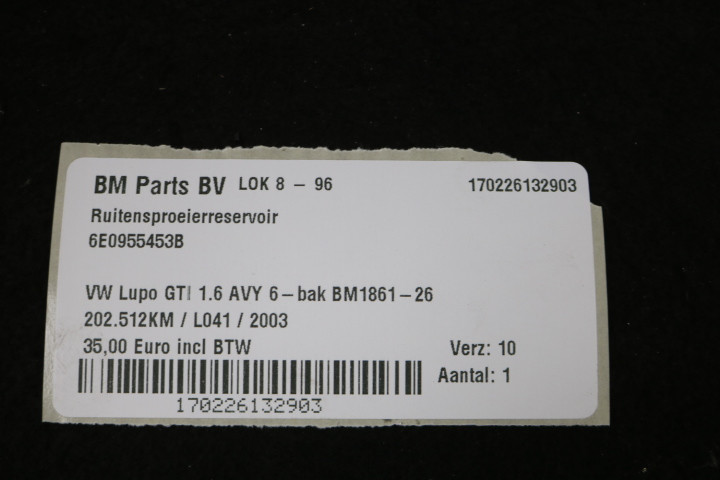 BM Parts BV LOK 8 - 96 170226132903
Ruitensproeierreservoir
6E0955453B
VW Lupo GTI 1.6 AVY 6-bak BM1861-26
202.512KM / L041 / 2003
35,00 Euro incl BTW Verz: 10
Aantal: 1
170226132903